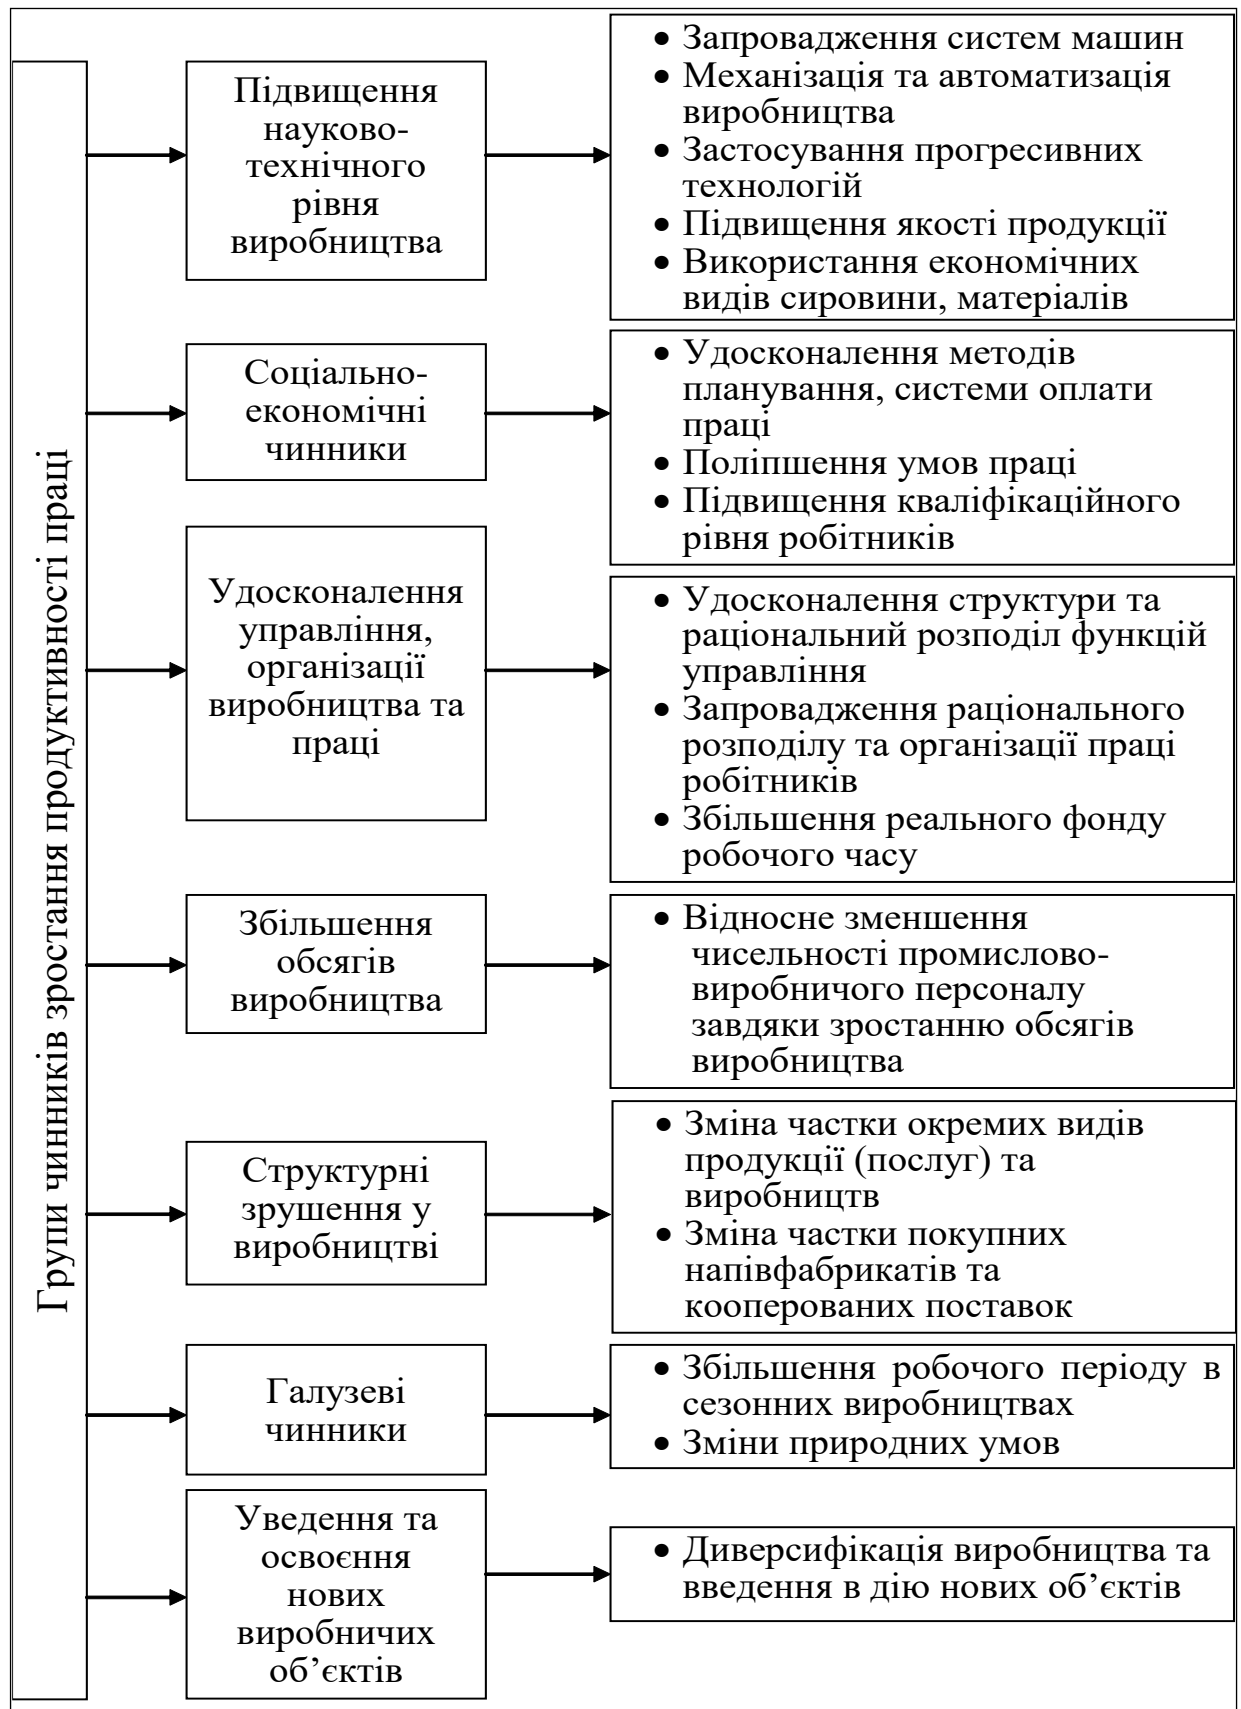 Групи чинників зростання продуктивності праці
Підвищення
науково-
технічного
рівня
виробництва
• Запровадження систем машин
• Механізація та автоматизація
виробництва
• Застосування прогресивних
технологій
• Підвищення якості продукції
• Використання економічних
видів сировини, матеріалів
Соціально-
економічні
чинники
• Удосконалення методів
планування, системи оплати
праці
• Поліпшення умов праці
• Підвищення кваліфікаційного
рівня робітників
Удосконалення
управління,
організації
виробництва та
праці
• Удосконалення структури та
раціональний розподіл функцій
управління
• Запровадження раціонального
розподілу та організації праці
робітників
• Збільшення реального фонду
робочого часу
Збільшення
обсягів
виробництва
• Відносне зменшення
чисельності промислово-
виробничого персоналу
завдяки зростанню обсягів
виробництва
Структурні
зрушення у
виробництві
• Зміна частки окремих видів
продукції (послуг) та
виробництв
• Зміна частки покупних
напівфабрикатів та
кооперованих поставок
Галузеві
чинники
• Збільшення робочого періоду в
сезонних виробництвах
• Зміни природних умов
Уведення та
освоєння
нових
виробничих
об’єктів
• Диверсифікація виробництва та
введення в дію нових об’єктів